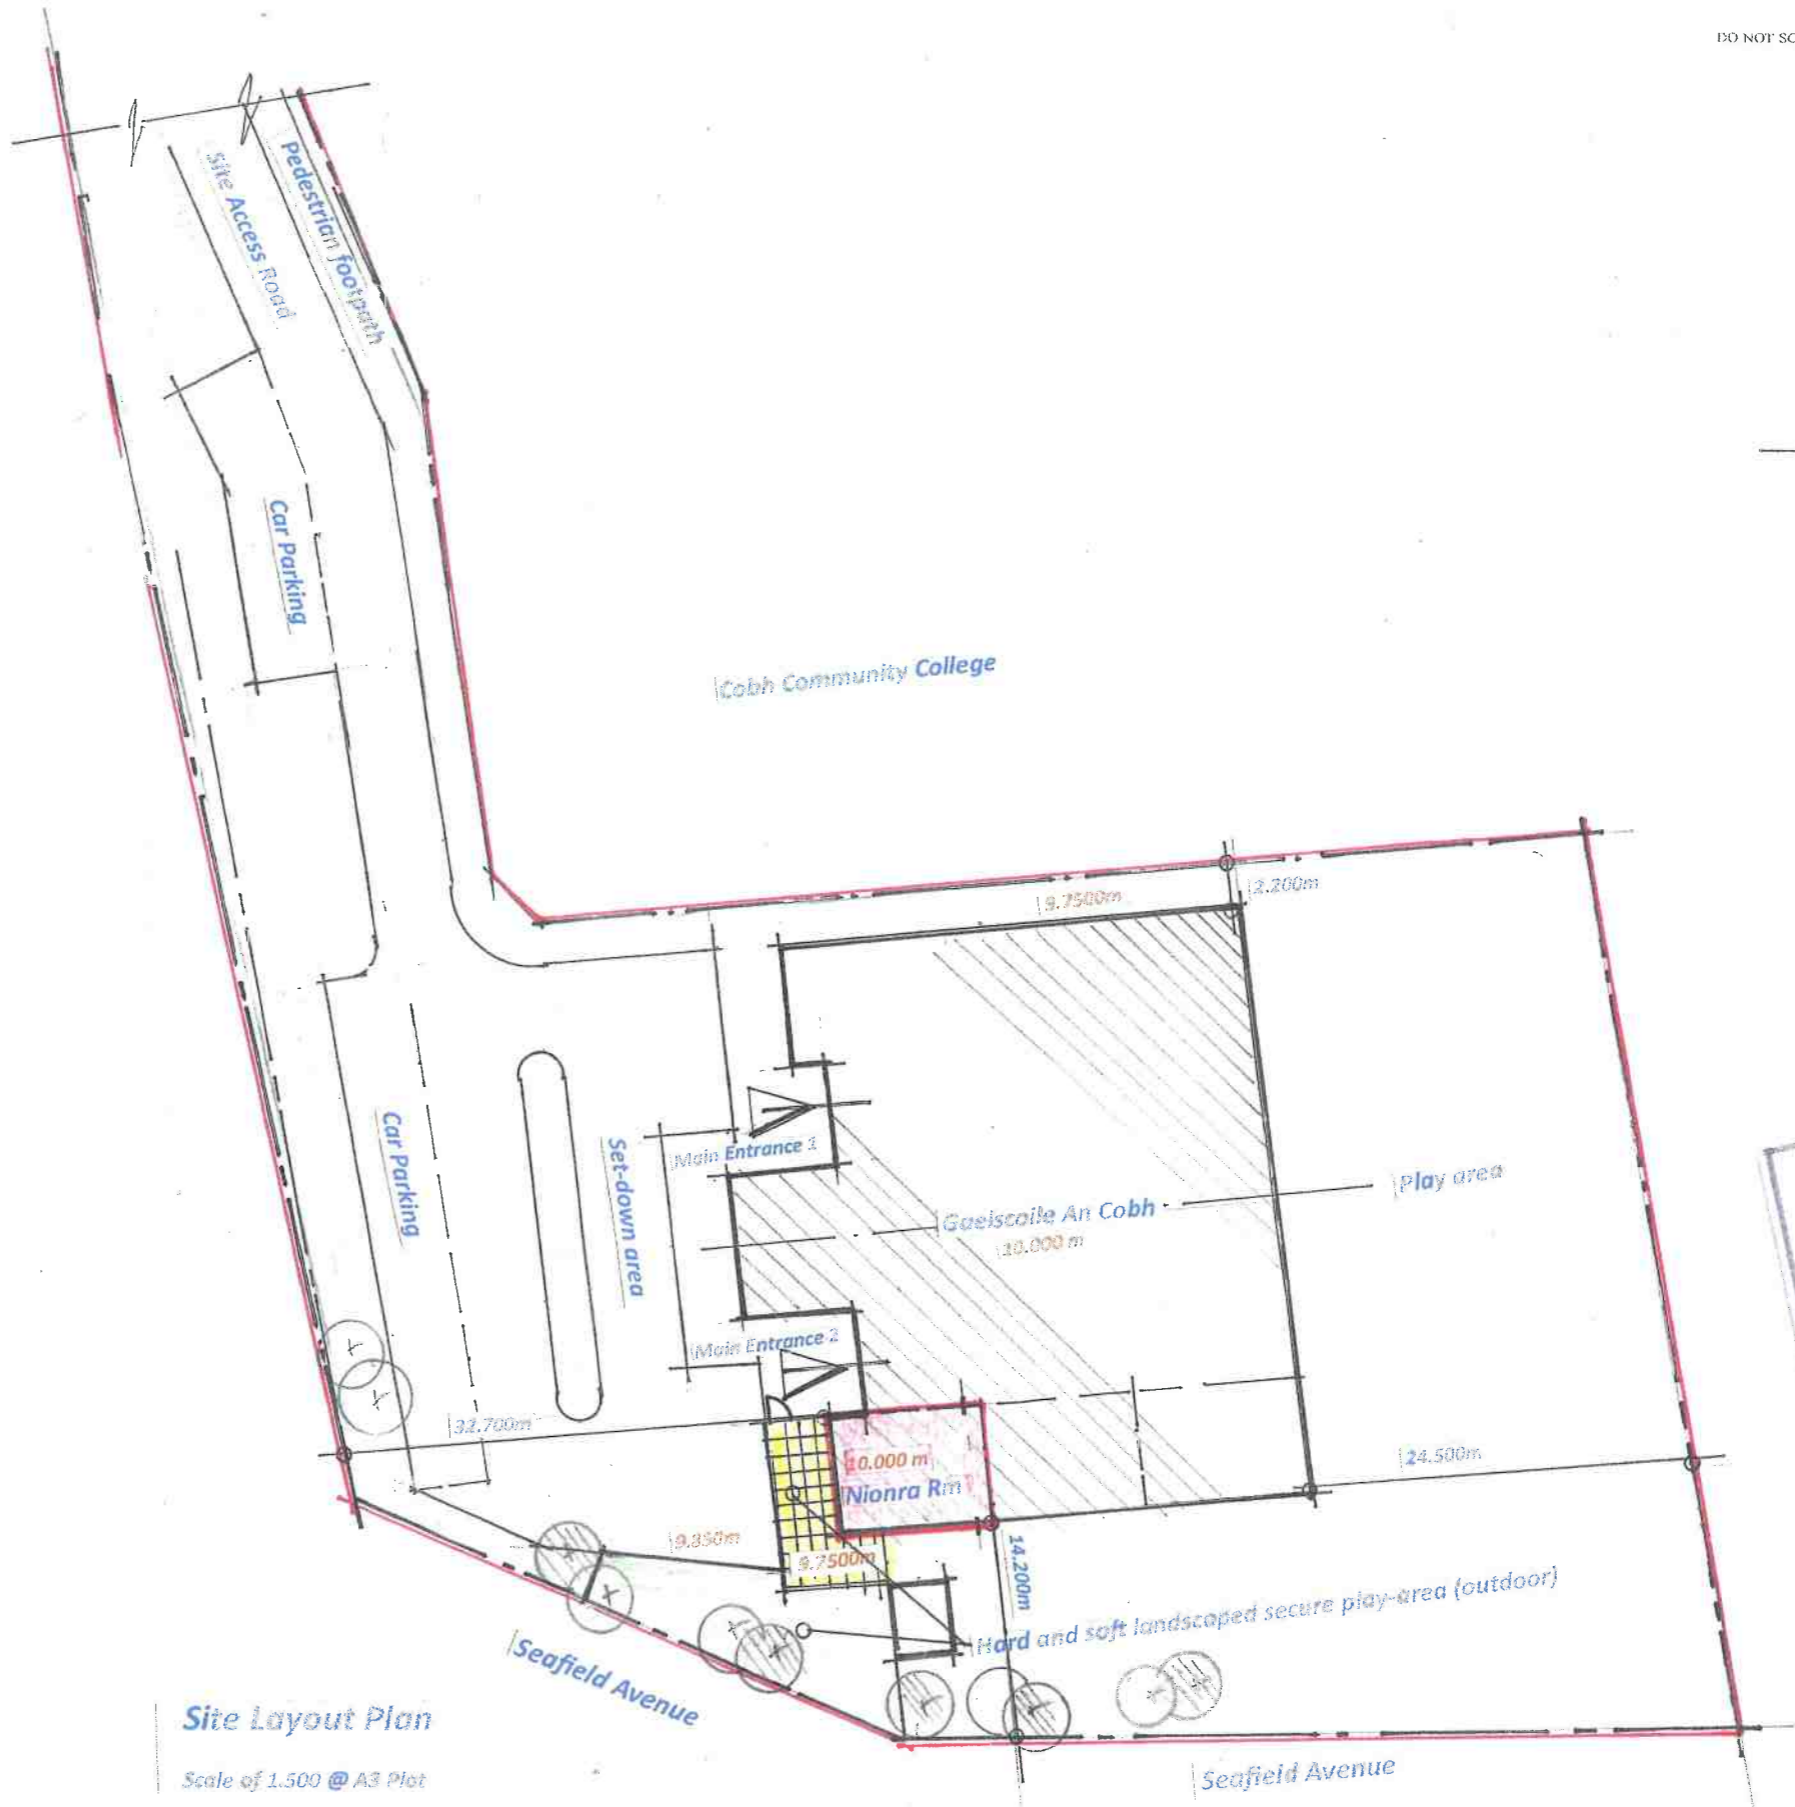 DO NOT SC
Site Access Road
Pedestrian footpath
Car Parking
Cobh Community College
9.7500m
2.200m
Car Parking
Set-down area
Main Entrance 1
Gaelscoile An Cobh
10.000 m
Play area
Main Entrance 2
32.700m
10.000 m
Nionra Rm
24.500m
9.350m
9.7500m
14.200m
Hard and soft landscaped secure play-area (outdoor)
Seafield Avenue
Site Layout Plan
Scale of 1.500 @ A3 Plot
Seafield Avenue